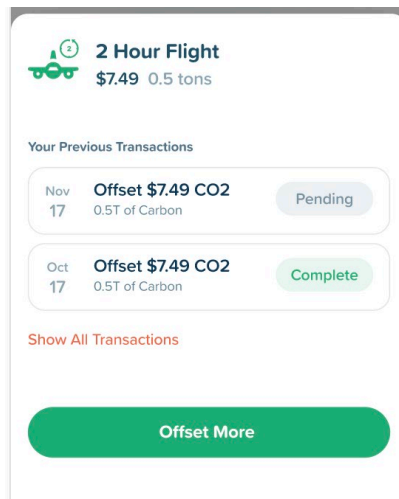 2
2 Hour Flight
$7.49 0.5 tons
Your Previous Transactions
Nov
17
Offset $7.49 CO2
0.5T of Carbon
Pending
Oct
17
Offset $7.49 CO2
0.5T of Carbon
Complete
Show All Transactions
Offset More